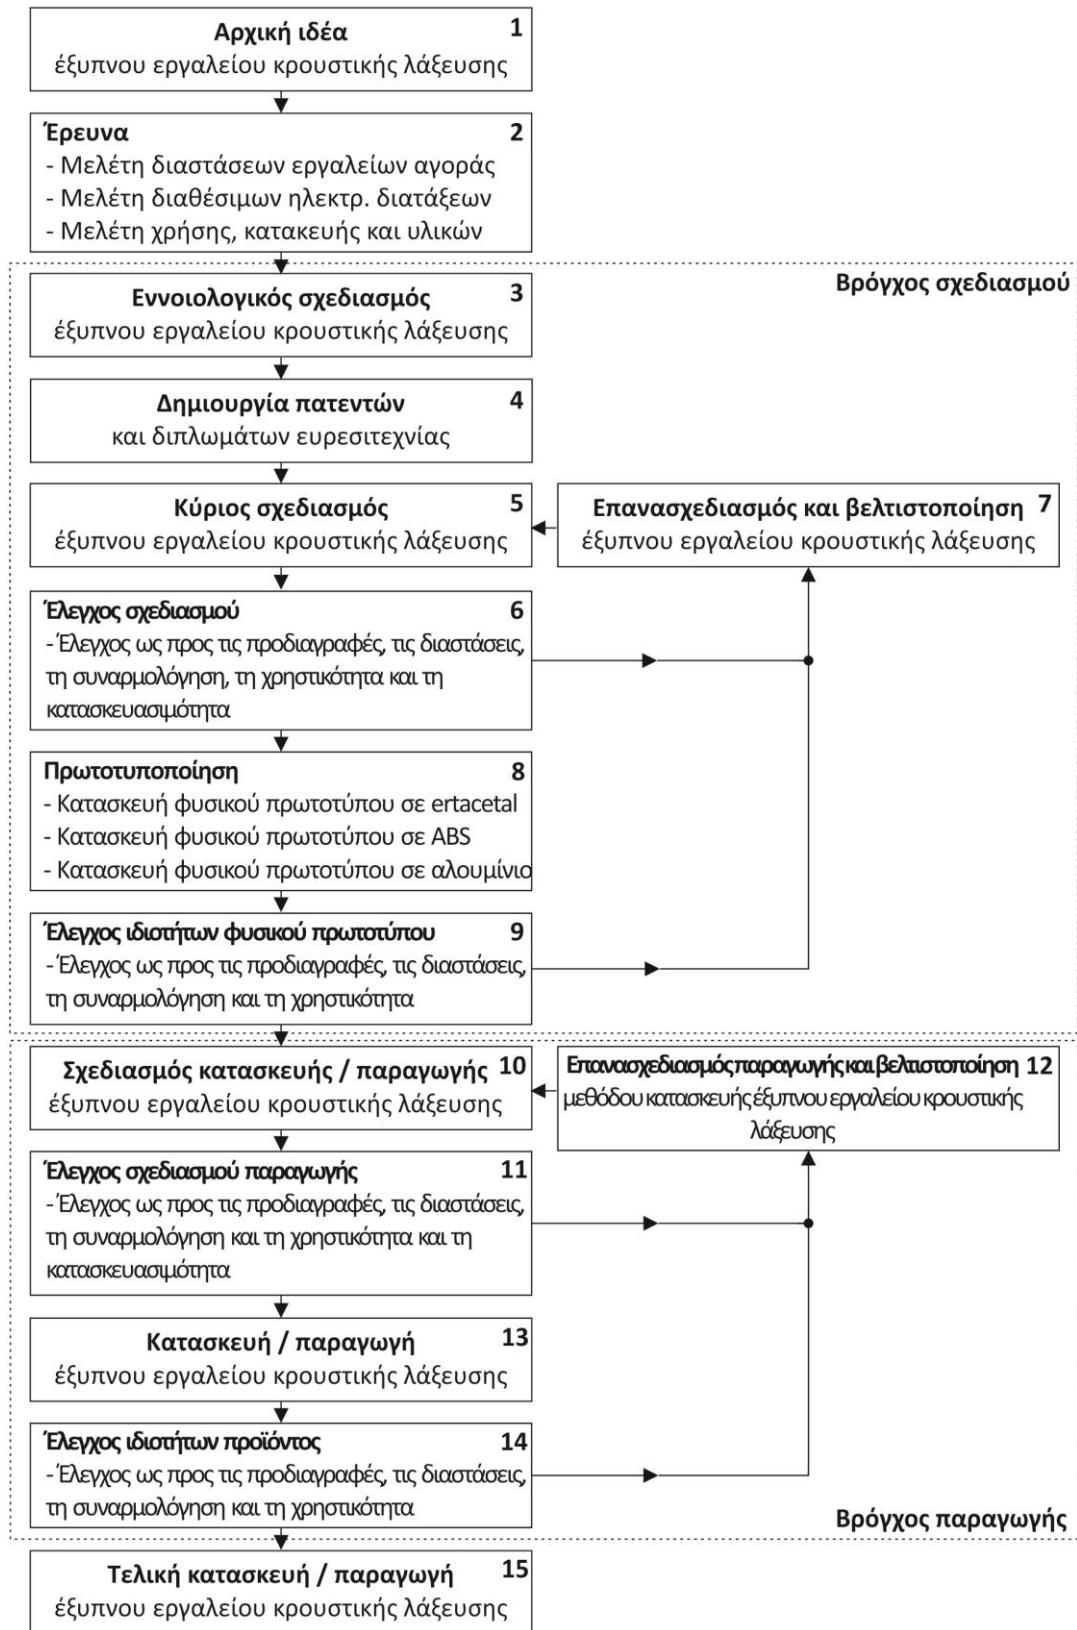 Αρχική ιδέα 1
έξυπνου εργαλείου κρουστικής λάξευσης
Έρευνα 2
- Μελέτη διαστάσεων εργαλείων αγοράς
- Μελέτη διαθέσιμων ηλεκτρ. διατάξεων
- Μελέτη χρήσης, κατακευής και υλικών
Βρόγχος σχεδιασμού
Εννοιολογικός σχεδιασμός 3
έξυπνου εργαλείου κρουστικής λάξευσης
Δημιουργία πατεντών 4
και διπλωμάτων ευρεσιτεχνίας
Κύριος σχεδιασμός 5
έξυπνου εργαλείου κρουστικής λάξευσης
Επανασχεδιασμός και βελτιστοποίηση 7
έξυπνου εργαλείου κρουστικής λάξευσης
Έλεγχος σχεδιασμού 6
- Έλεγχος ως προς τις προδιαγραφές, τις διαστάσεις,
τη συναρμολόγηση, τη χρηστικότητα και τη
κατασκευασιμότητα
Πρωτοτυποποίηση 8
- Κατασκευή φυσικού πρωτοτύπου σε ertacetal
- Κατασκευή φυσικού πρωτοτύπου σε ABS
- Κατασκευή φυσικού πρωτοτύπου σε αλουμίνιο
Έλεγχος ιδιοτήτων φυσικού πρωτοτύπου 9
- Έλεγχος ως προς τις προδιαγραφές, τις διαστάσεις,
τη συναρμολόγηση και τη χρηστικότητα
Σχεδιασμός κατασκευής / παραγωγής 10
έξυπνου εργαλείου κρουστικής λάξευσης
Επανασχεδιασμός παραγωγής και βελτιστοποίηση 12
μεθόδου κατασκευής έξυπνου εργαλείου κρουστικής
λάξευσης
Έλεγχος σχεδιασμού παραγωγής 11
- Έλεγχος ως προς τις προδιαγραφές, τις διαστάσεις,
τη συναρμολόγηση και τη χρηστικότητα και τη
κατασκευασιμότητα
Κατασκευή / παραγωγή 13
έξυπνου εργαλείου κρουστικής λάξευσης
Έλεγχος ιδιοτήτων προϊόντος 14
- Έλεγχος ως προς τις προδιαγραφές, τις διαστάσεις,
τη συναρμολόγηση και τη χρηστικότητα
Βρόγχος παραγωγής
Τελική κατασκευή / παραγωγή 15
έξυπνου εργαλείου κρουστικής λάξευσης